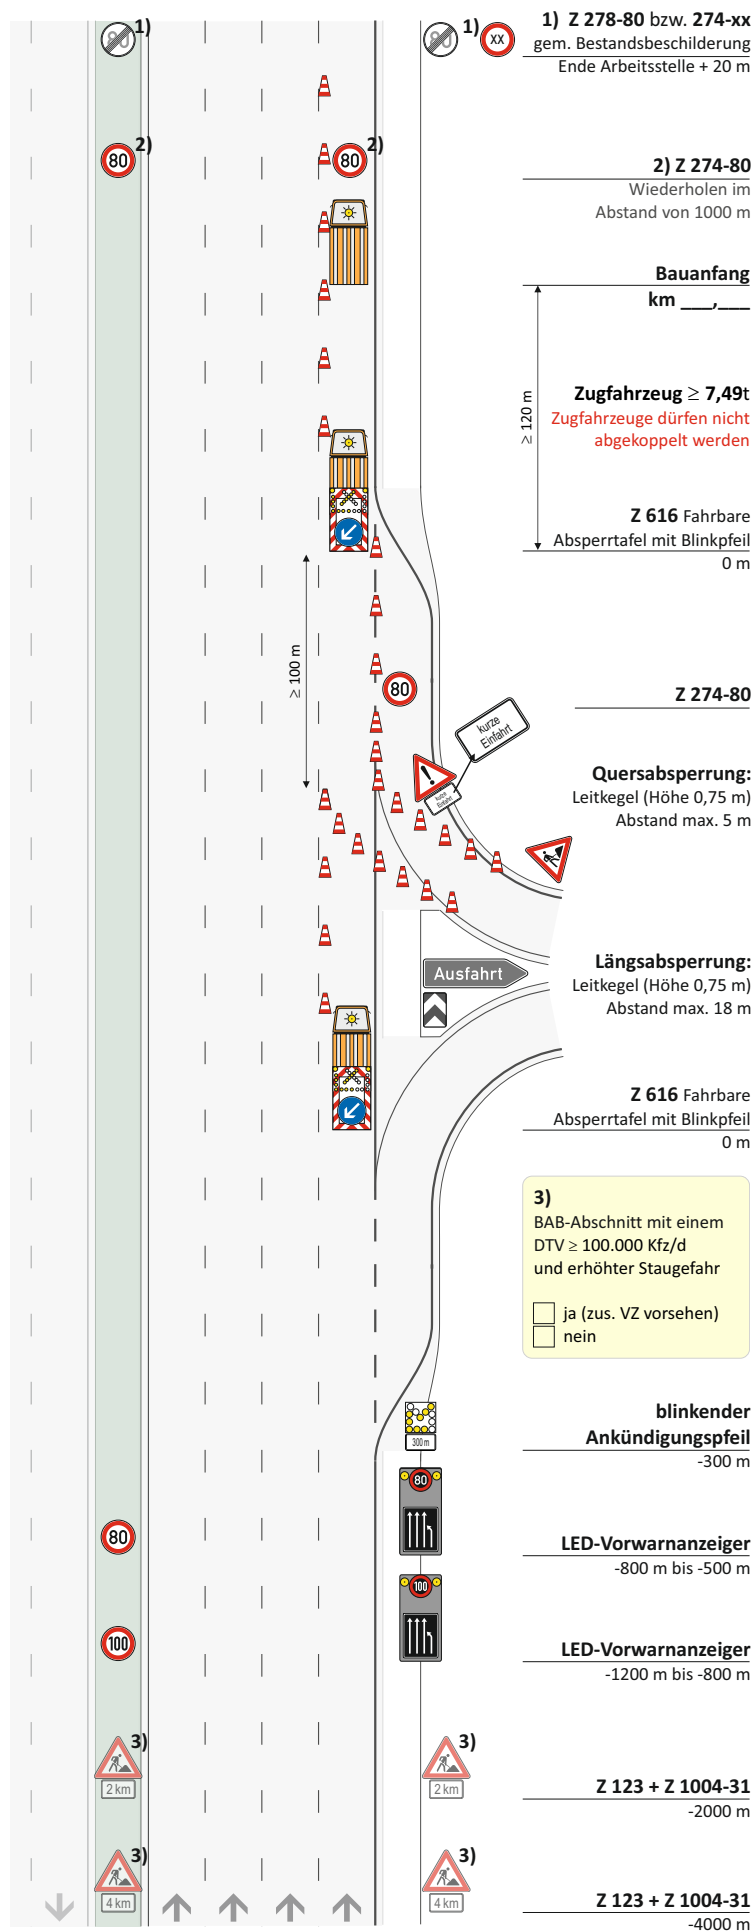 80
1)
80
1)
XX
1) Z 278-80 bzw. 274-xx
gem. Bestandsbeschilderung
Ende Arbeitsstelle + 20 m
80
2)
80
2)
2) Z 274-80
Wiederholen im
Abstand von 1000 m
Bauanfang
km ___,___
≥ 120 m
Zugfahrzeug ≥ 7,49t
Zugfahrzeuge dürfen nicht
abgekoppelt werden
Z 616 Fahrbare
Absperrtafel mit Blinkpfeil
0 m
≥ 100 m
80
Z 274-80
kurze
Einfahrt
kurze
Einfahrt
Quersabsperrung:
Leitkegel (Höhe 0,75 m)
Abstand max. 5 m
Ausfahrt
Längsabsperrung:
Leitkegel (Höhe 0,75 m)
Abstand max. 18 m
Z 616 Fahrbare
Absperrtafel mit Blinkpfeil
0 m
3)
BAB-Abschnitt mit einem
DTV ≥ 100.000 Kfz/d
und erhöhter Staugefahr
ja (zus. VZ vorsehen)
nein
300 m
blinkender
Ankündigungspfeil
-300 m
80
80
LED-Vorwarnanzeiger
-800 m bis -500 m
100
100
LED-Vorwarnanzeiger
-1200 m bis -800 m
3)
2 km
3)
2 km
Z 123 + Z 1004-31
-2000 m
3)
4 km
3)
4 km
Z 123 + Z 1004-31
-4000 m